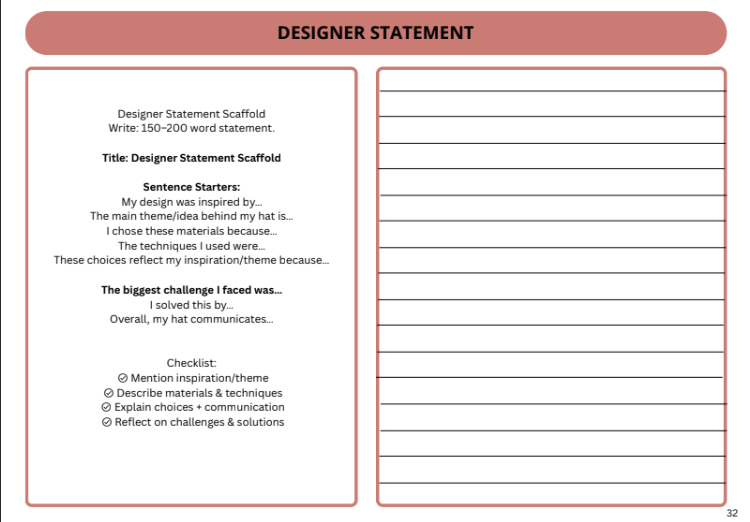 DESIGNER STATEMENT
Designer Statement Scaffold
Write: 150–200 word statement.
Title: Designer Statement Scaffold
Sentence Starters:
My design was inspired by...
The main theme/idea behind my hat is...
I chose these materials because...
The techniques I used were...
These choices reflect my inspiration/theme because...
The biggest challenge I faced was...
I solved this by...
Overall, my hat communicates...
Checklist:
Mention inspiration/theme
Describe materials & techniques
Explain choices + communication
Reflect on challenges & solutions
32